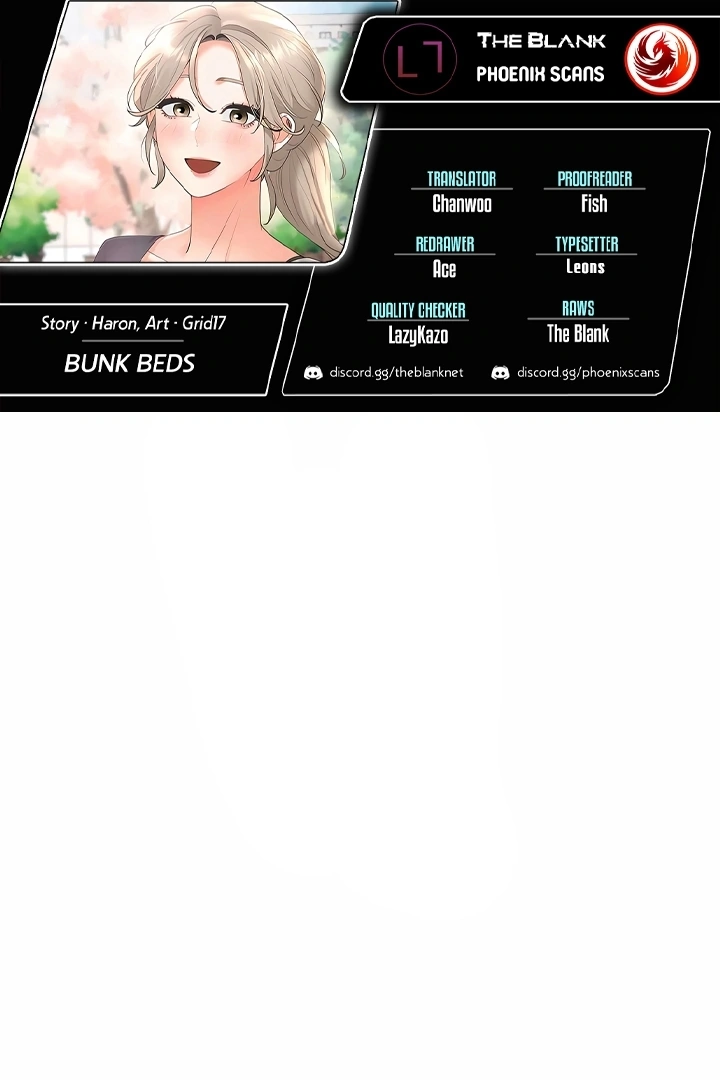 THE BLANK
PHOENIX SCANS
TRANSLATOR
Chanwoo
PROOFREADER
Fish
REDRAWER
Ace
TYPESETTER
Leons
QUALITY CHECKER
LazyKazo
RAWS
The Blank
discord.gg/theblanknet
discord.gg/phoenixscans
Story · Haron, Art · Grid17
BUNK BEDS